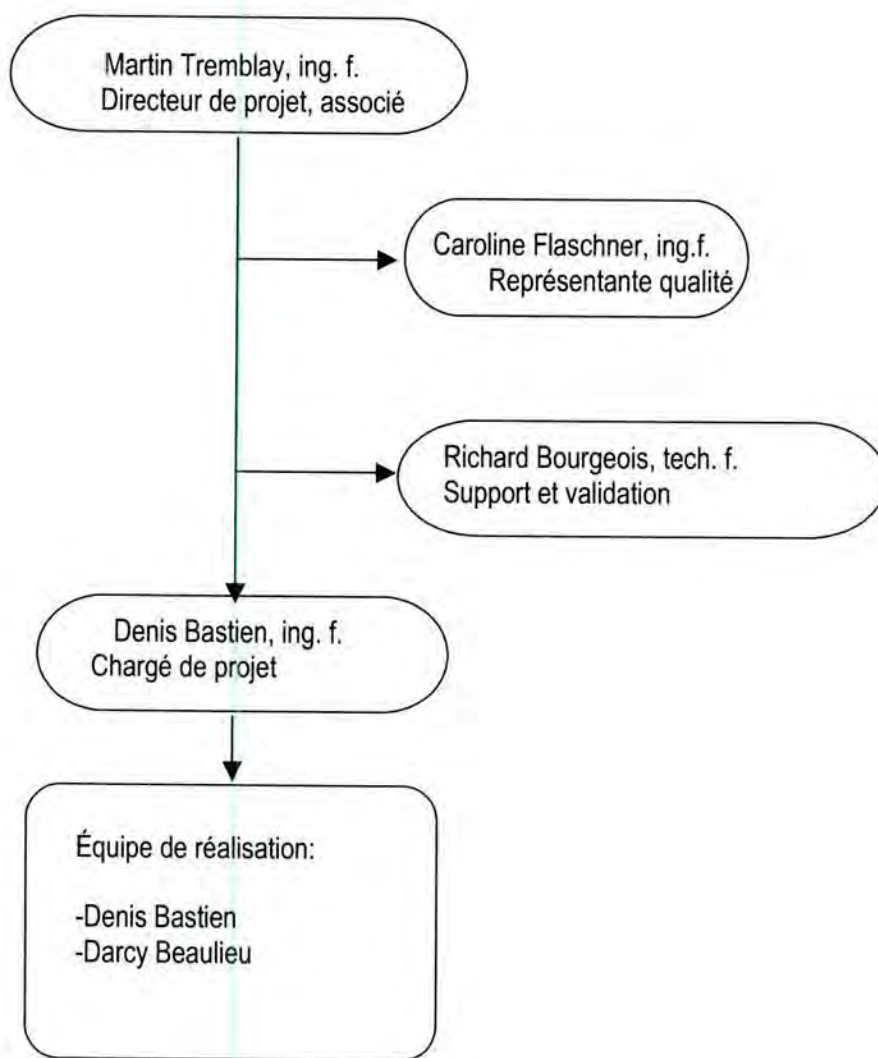 Martin Tremblay, ing. f.
Directeur de projet, associé
Caroline Flaschner, ing.f.
Représentante qualité
Richard Bourgeois, tech. f.
Support et validation
Denis Bastien, ing. f.
Chargé de projet
Équipe de réalisation:
-Denis Bastien
-Darcy Beaulieu